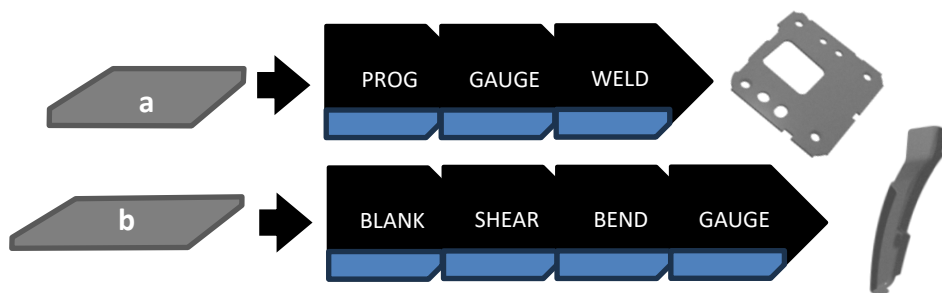 a
PROG GAUGE WELD
b
BLANK SHEAR BEND GAUGE